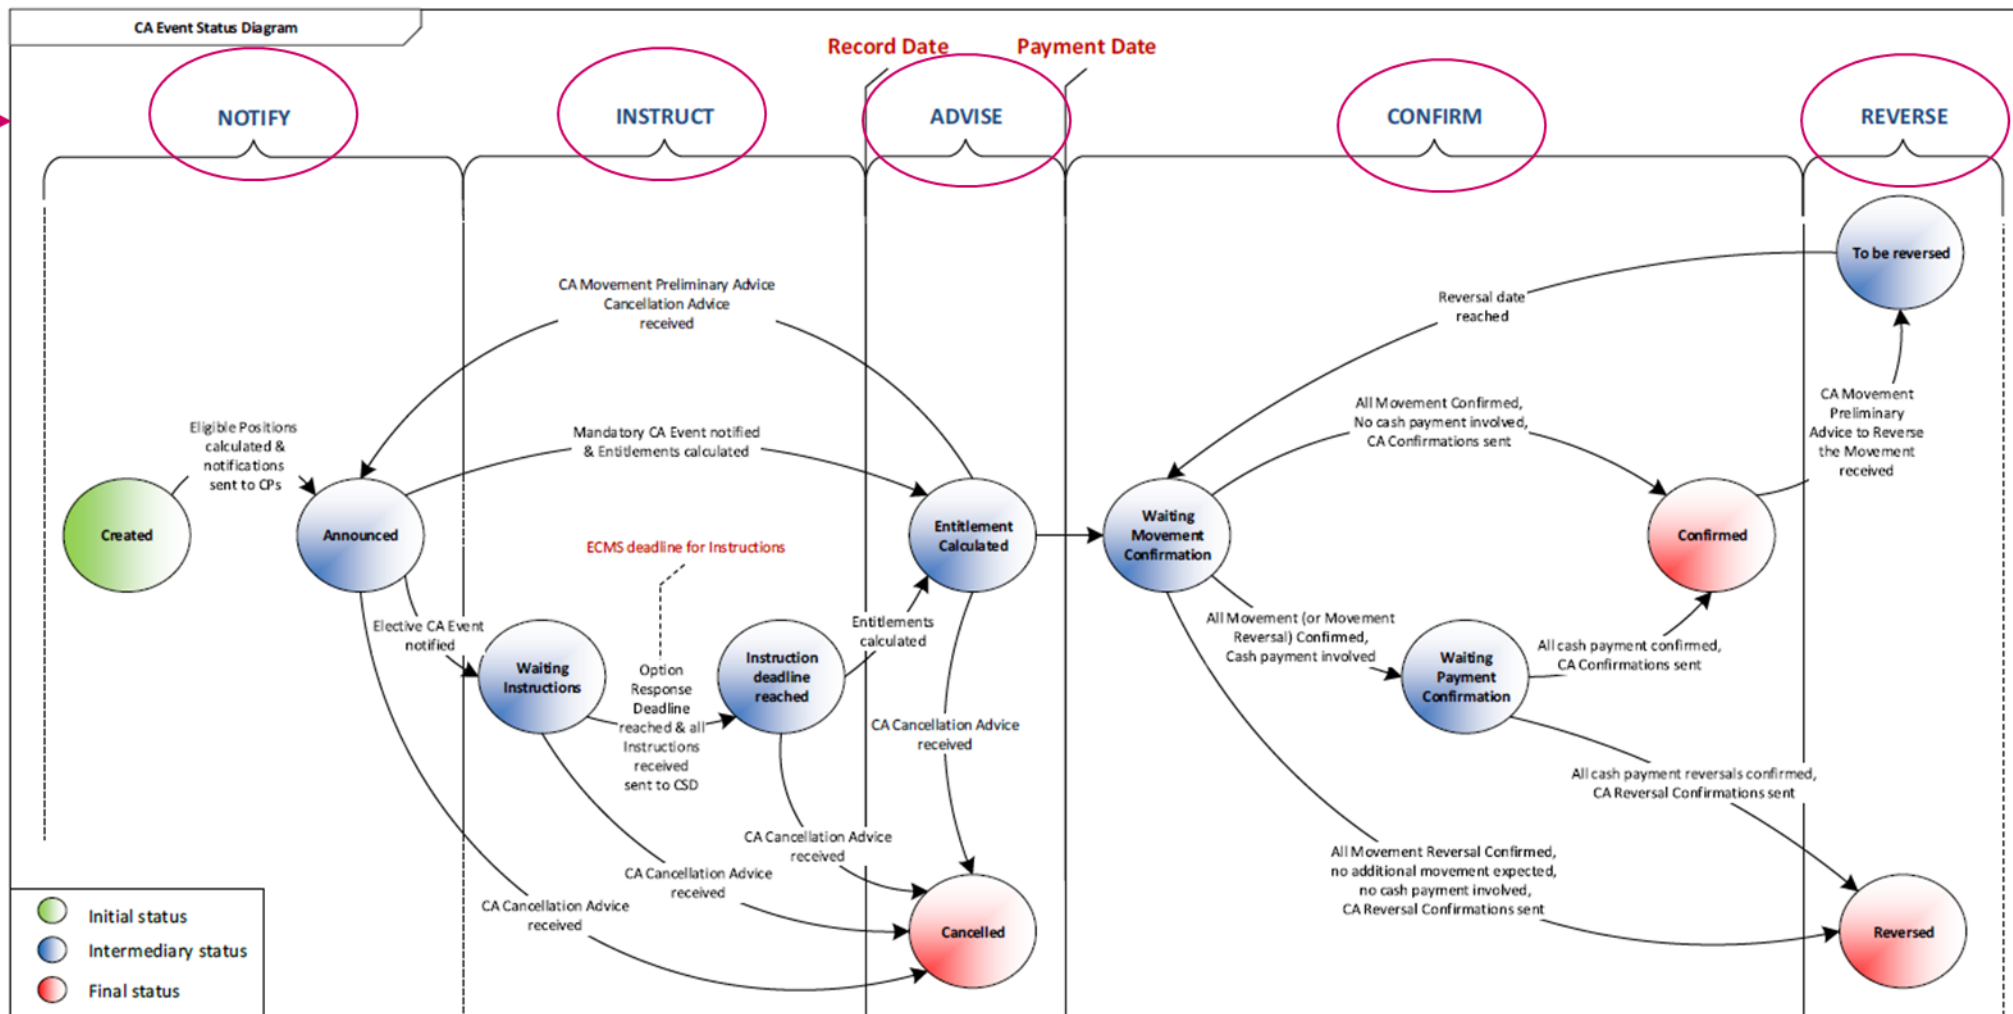 CA Event Status Diagram
Record Date
Payment Date
NOTIFY
INSTRUCT
ADVISE
CONFIRM
REVERSE
To be reversed
CA Movement Preliminary Advice
Cancellation Advice
received
Reversal date
reached
Eligible Positions
calculated &
notifications
sent to CPs
Mandatory CA Event notified
& Entitlements calculated
All Movement Confirmed,
No cash payment involved,
CA Confirmations sent
CA Movement
Preliminary
Advice to Reverse
the Movement
received
Created
Announced
ECMS deadline for Instructions
Entitlement
Calculated
Waiting
Movement
Confirmation
Confirmed
Elective CA Event
notified
Waiting
Instructions
Option
Response
Deadline
reached & all
Instructions
received
sent to CSD
Instruction
deadline
reached
Entitlements
calculated
All Movement (or Movement
Reversal) Confirmed,
Cash payment involved
Waiting
Payment
Confirmation
All cash payment confirmed,
CA Confirmations sent
CA Cancellation Advice
received
All cash payment reversals confirmed,
CA Reversal Confirmations sent
CA Cancellation Advice
received
CA Cancellation Advice
received
CA Cancellation Advice
received
All Movement Reversal Confirmed,
no additional movement expected,
no cash payment involved,
CA Reversal Confirmations sent
Cancelled
Reversed
Initial status
Intermediary status
Final status